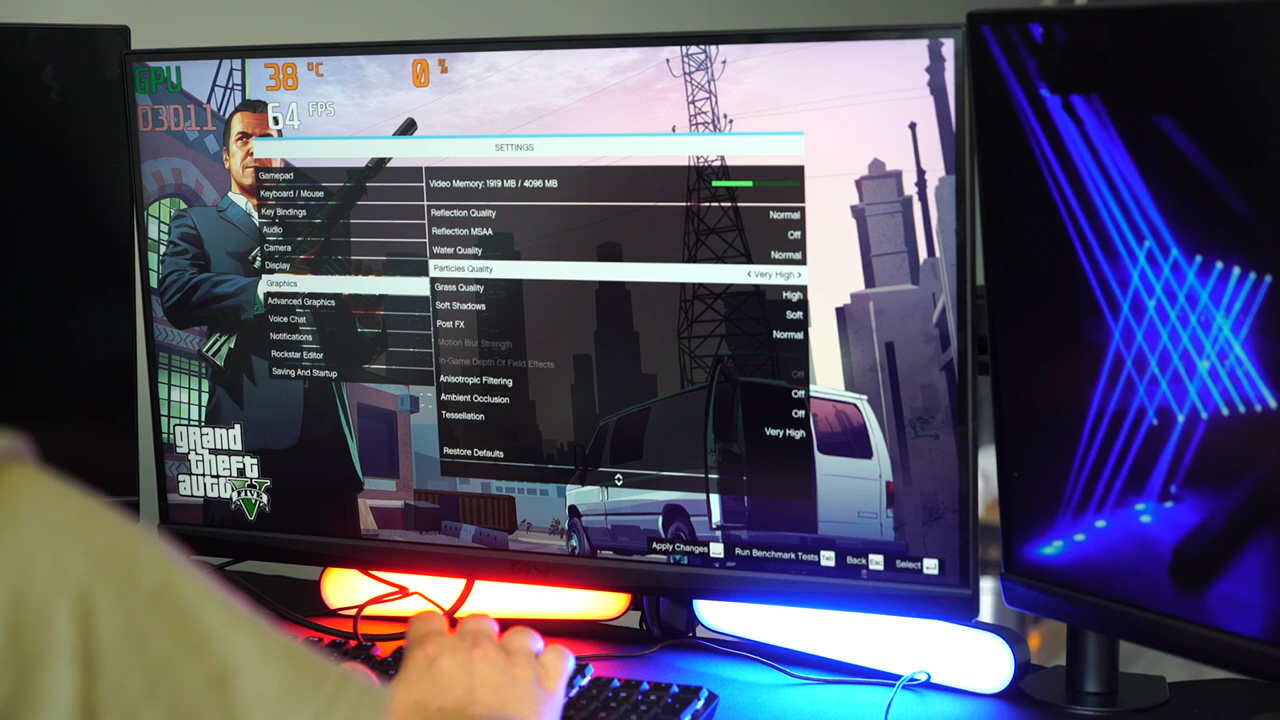 GPU 38 °C 0 %
D3D11 64 FPS
SETTINGS
Gamepad
Keyboard / Mouse
Key Bindings
Audio
Camera
Display
Graphics
Advanced Graphics
Voice Chat
Notifications
Rockstar Editor
Saving And Startup
Video Memory: 1919 MB / 4096 MB
Reflection Quality Normal
Reflection MSAA Off
Water Quality Normal
Particles Quality < Very High >
Grass Quality High
Soft Shadows Soft
Post FX Normal
Motion Blur Strength
In-Game Depth Of Field Effects Off
Anisotropic Filtering Off
Ambient Occlusion Off
Tessellation Very High
Restore Defaults
grand
theft
auto V
FIVE
Apply Changes Run Benchmark Tests Tab Back Esc Select